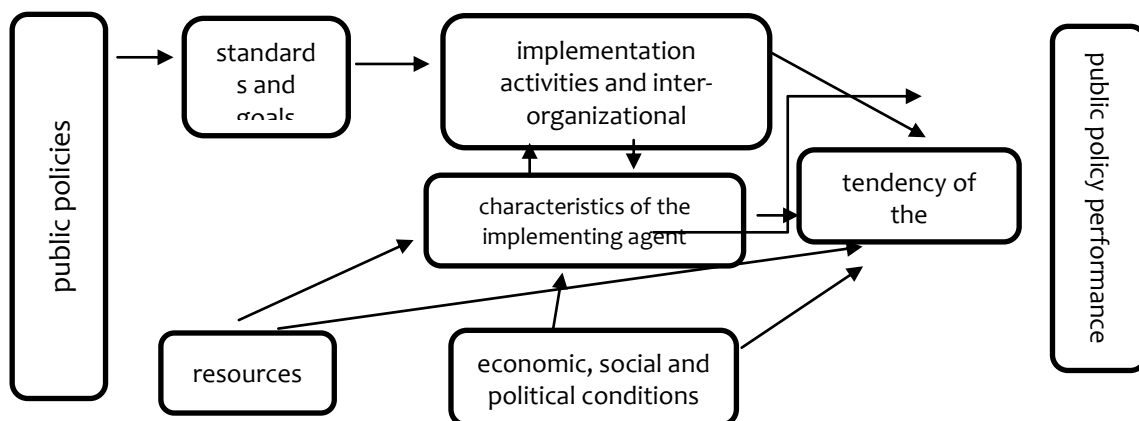 public policies
standard
s and
goals
implementation
activities and inter-
organizational
characteristics of the
implementing agent
tendency of
the
public policy performance
resources
economic, social and
political conditions